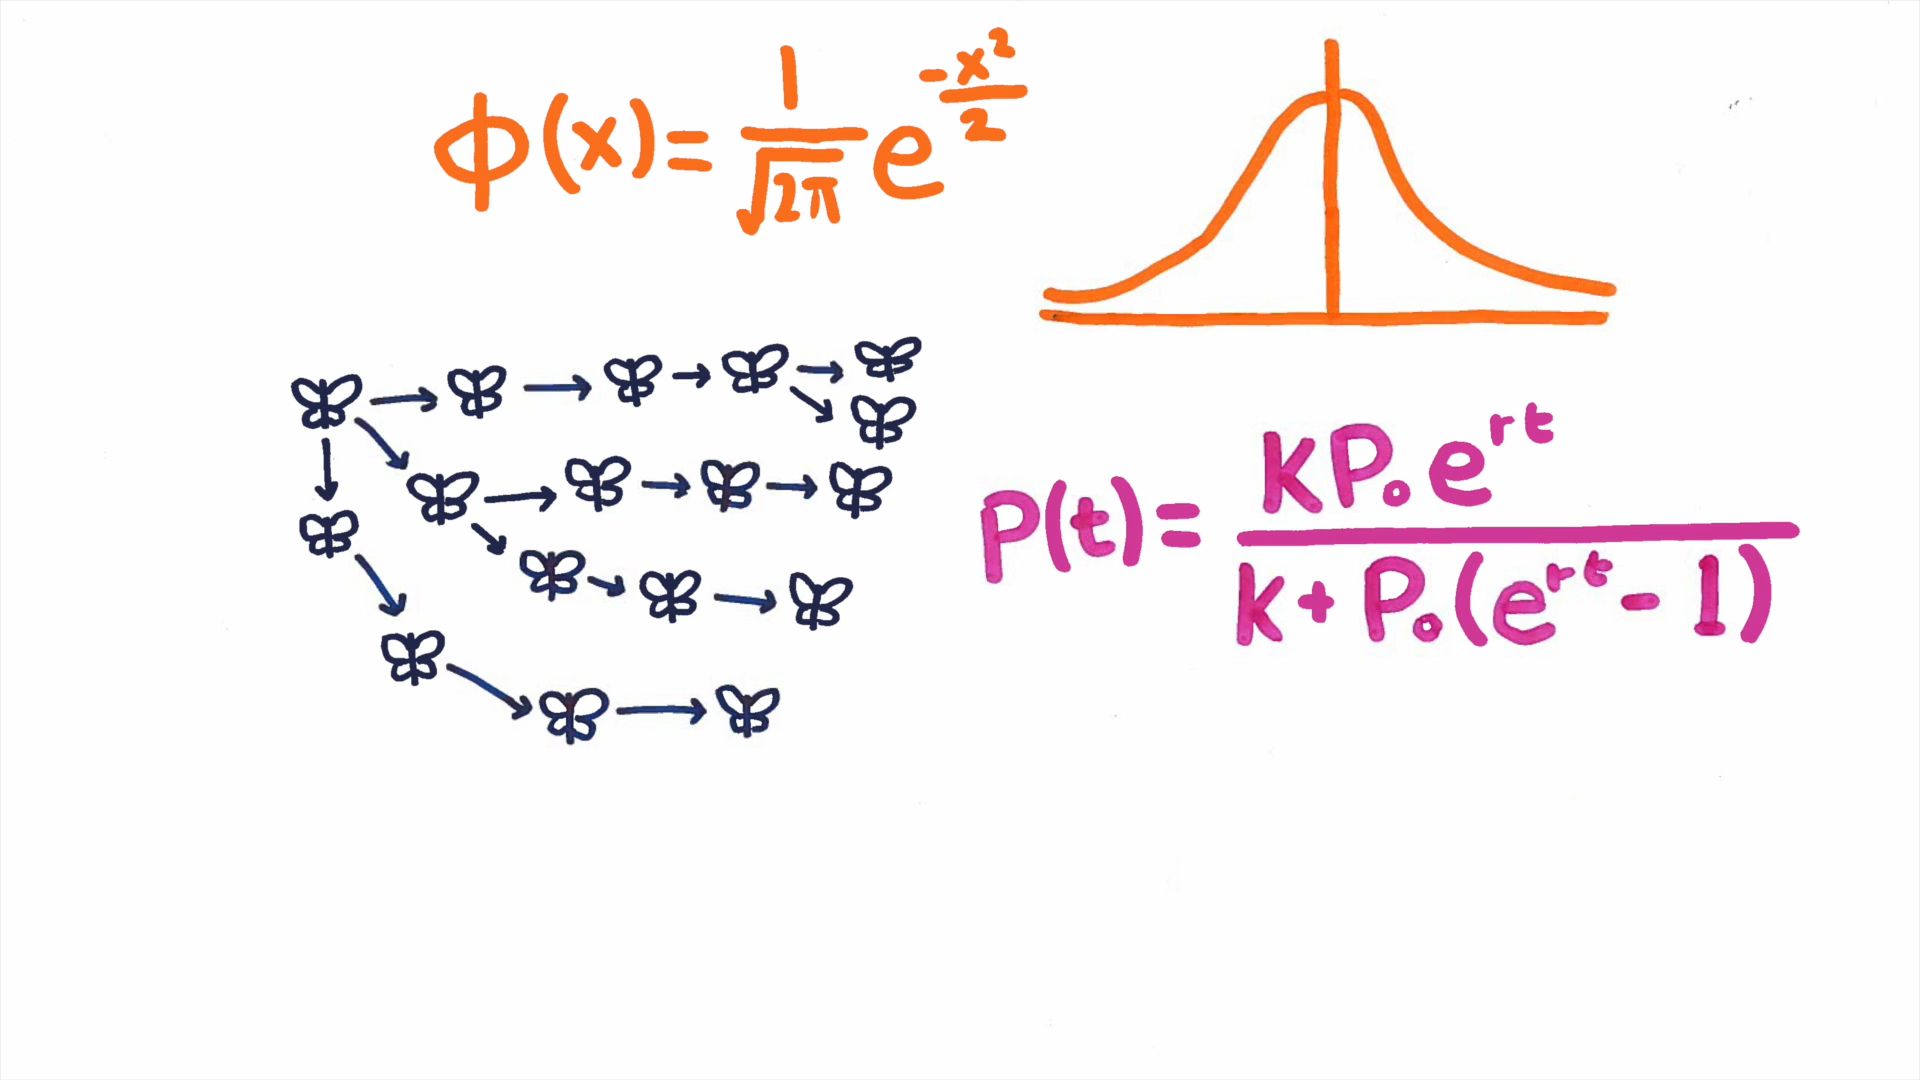 ϕ(x) = 1/√2π e^(-x²/2)
P(t) = KP₀e^rt / K + P₀(e^rt - 1)